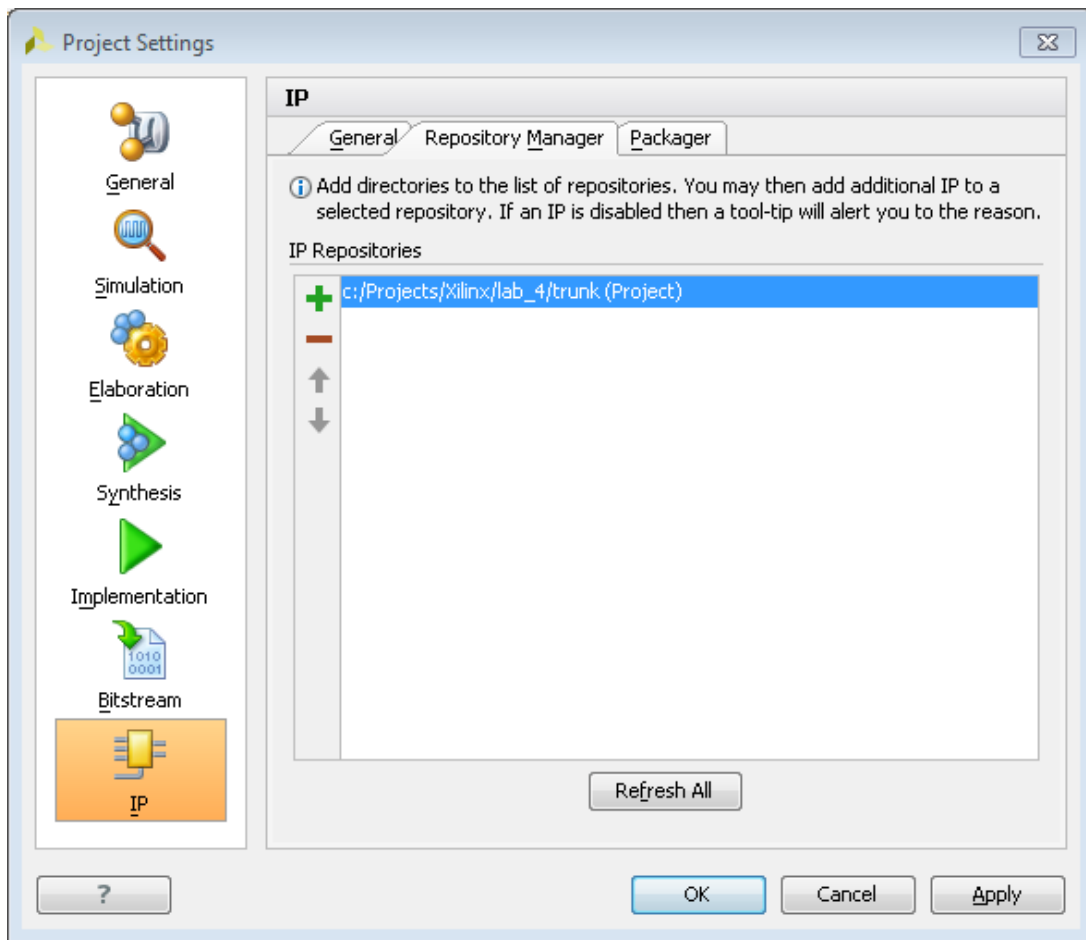 Project Settings
General
Simulation
Elaboration
Synthesis
Implementation
1010
0001
Bitstream
IP
IP
General Repository Manager Packager
Add directories to the list of repositories. You may then add additional IP to a
selected repository. If an IP is disabled then a tool-tip will alert you to the reason.
IP Repositories
c:/Projects/Xilinx/lab_4/trunk (Project)
Refresh All
? OK Cancel Apply